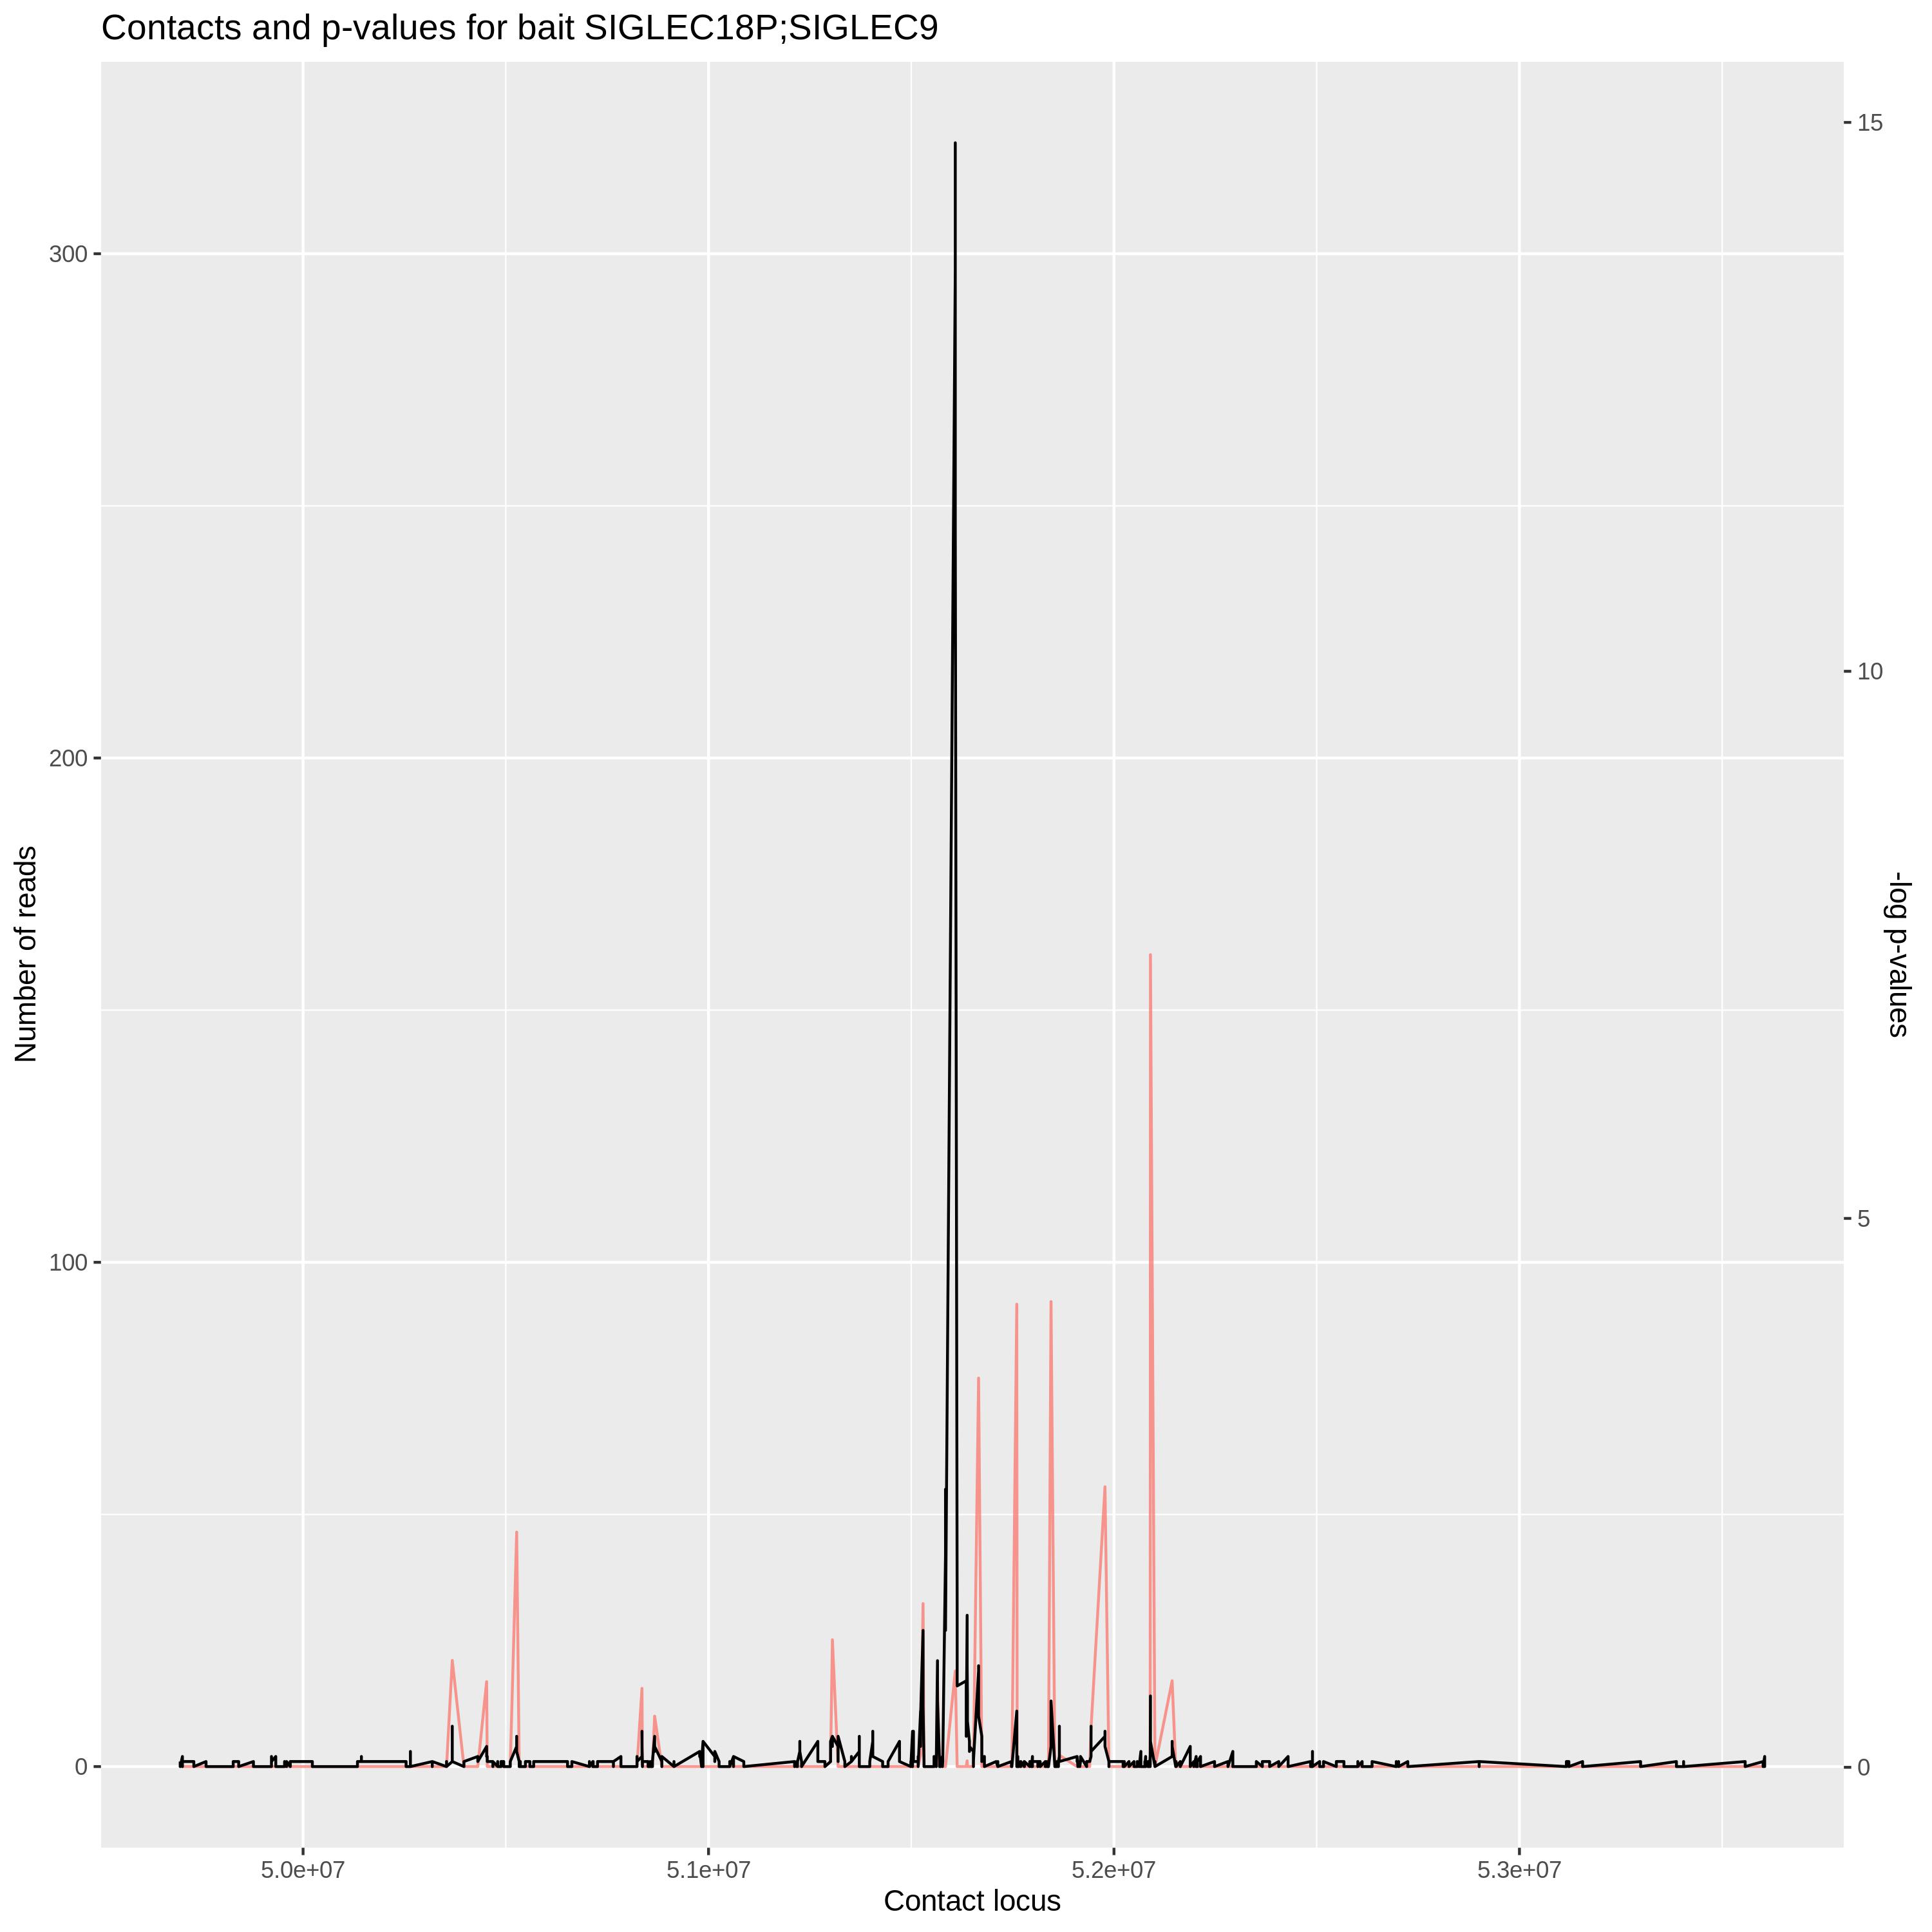 Contacts and p-values for bait SIGLEC18P;SIGLEC9
Number of reads
300
200
100
0
15
10
5
0
-log p-values
5.0e+07 5.1e+07 5.2e+07 5.3e+07
Contact locus